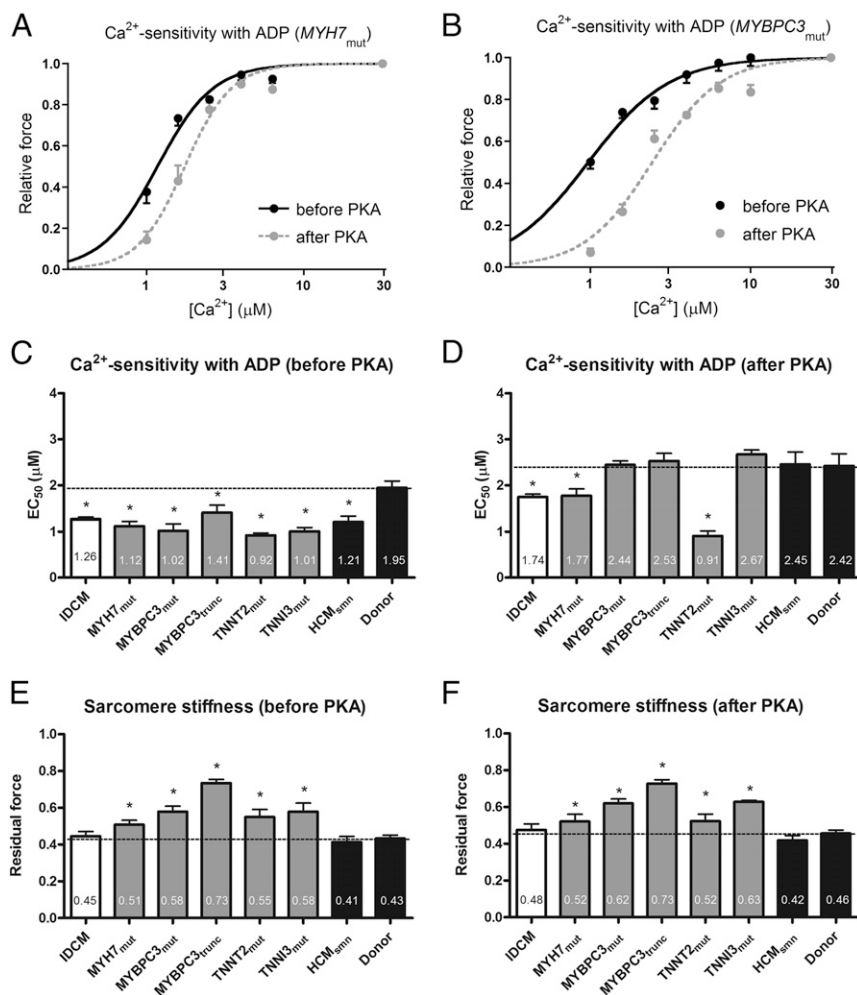 A
Ca²⁺-sensitivity with ADP (MYH7mut)
Relative force
1.0
0.8
0.6
0.4
0.2
0.0
before PKA
after PKA
1 3 10 30
[Ca²⁺] (μM)
B
Ca²⁺-sensitivity with ADP (MYBPC3mut)
Relative force
1.0
0.8
0.6
0.4
0.2
0.0
before PKA
after PKA
1 3 10 30
[Ca²⁺] (μM)
C
Ca²⁺-sensitivity with ADP (before PKA)
EC50 (μM)
4
3
2
1
0
* * * * * * *
1.26 1.12 1.02 1.41 0.92 1.01 1.21 1.95
IDCM MYH7mut MYBPC3mut MYBPC3trunc TNNT2mut TNNI3mut HCMsmn Donor
D
Ca²⁺-sensitivity with ADP (after PKA)
EC50 (μM)
4
3
2
1
0
* * *
1.74 1.77 2.44 2.53 0.91 2.67 2.45 2.42
IDCM MYH7mut MYBPC3mut MYBPC3trunc TNNT2mut TNNI3mut HCMsmn Donor
E
Sarcomere stiffness (before PKA)
Residual force
1.0
0.8
0.6
0.4
0.2
0.0
* * * * *
0.45 0.51 0.58 0.73 0.55 0.58 0.41 0.43
IDCM MYH7mut MYBPC3mut MYBPC3trunc TNNT2mut TNNI3mut HCMsmn Donor
F
Sarcomere stiffness (after PKA)
Residual force
1.0
0.8
0.6
0.4
0.2
0.0
* * * * *
0.48 0.52 0.62 0.73 0.52 0.63 0.42 0.46
IDCM MYH7mut MYBPC3mut MYBPC3trunc TNNT2mut TNNI3mut HCMsmn Donor